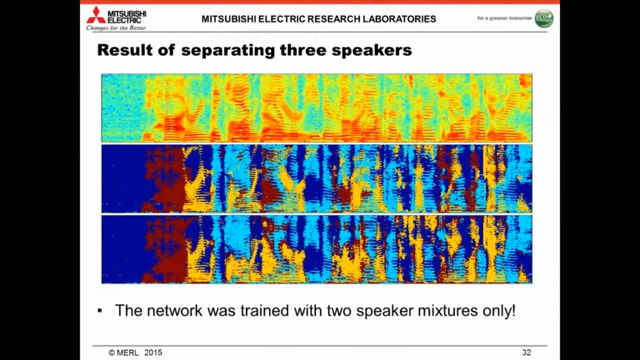 MITSUBISHI
ELECTRIC
Changes for the Better
MITSUBISHI ELECTRIC RESEARCH LABORATORIES
for a greener tomorrow
Result of separating three speakers
• The network was trained with two speaker mixtures only!
© MERL 2015
32